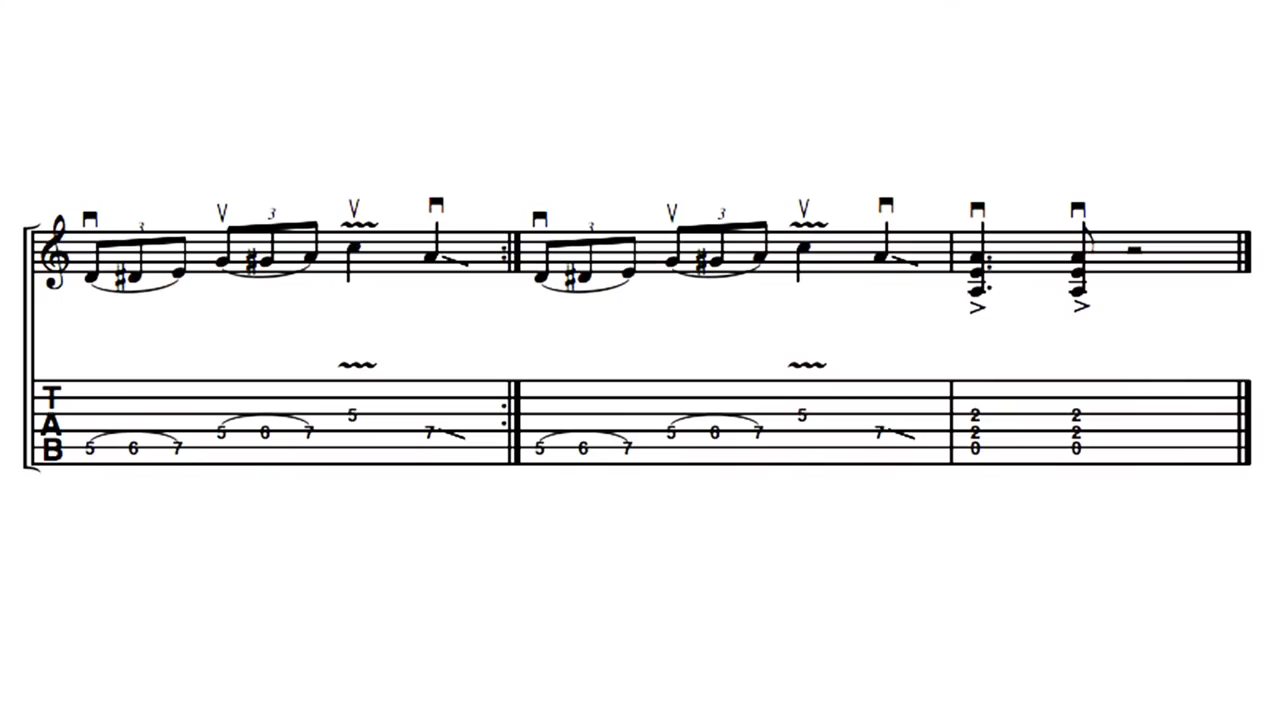 3 3 3 3
T
A
B
5 5 2 2
5 6 7 7 5 6 7 7 2 2
5 6 7 5 6 7 0 0